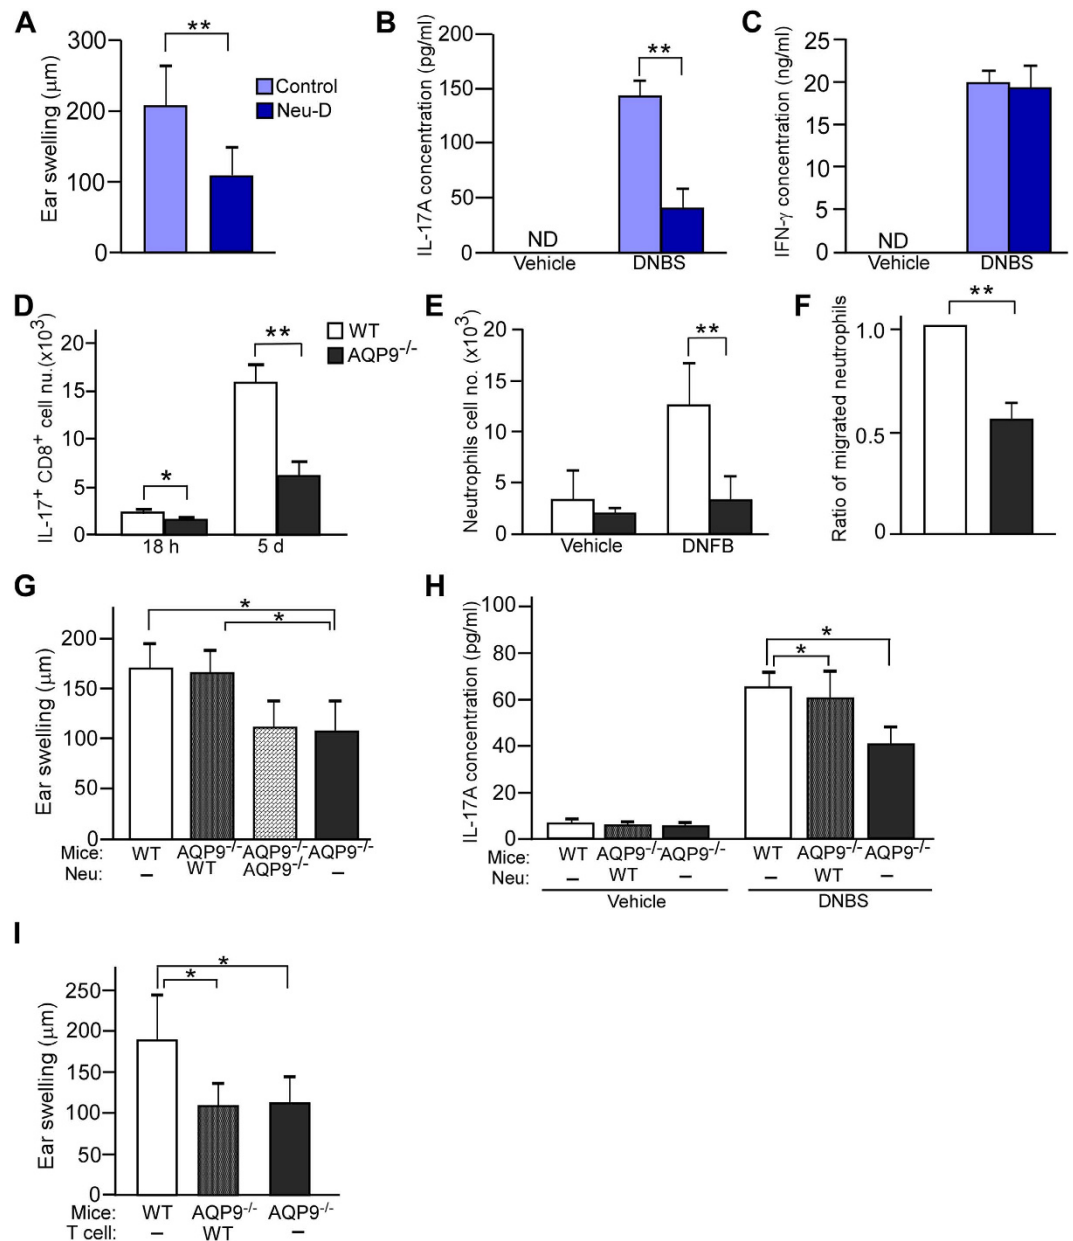 A
Ear swelling (μm)
300
200
100
0
**
Control
Neu-D
B
IL-17A concentration (pg/ml)
200
150
100
50
0
**
ND
Vehicle
DNBS
C
IFN-γ concentration (ng/ml)
25
20
15
10
5
0
ND
Vehicle
DNBS
D
IL-17⁺ CD8⁺ cell nu.(x10³)
20
15
10
5
0
*
**
18 h
5 d
WT
AQP9⁻/⁻
E
Neutrophils cell no. (x10³)
20
15
10
5
0
**
Vehicle
DNFB
F
Ratio of migrated neutrophils
1.0
0.5
0
**
G
Ear swelling (μm)
200
150
100
50
0
*
*
Mice: WT AQP9⁻/⁻ AQP9⁻/⁻ AQP9⁻/⁻
Neu: – WT AQP9⁻/⁻ –
H
IL-17A concentration (pg/ml)
100
80
60
40
20
0
*
*
Mice: WT AQP9⁻/⁻ AQP9⁻/⁻ WT AQP9⁻/⁻ AQP9⁻/⁻
Neu: – WT – – WT –
Vehicle DNBS
I
Ear swelling (μm)
250
200
150
100
50
0
*
*
Mice: WT AQP9⁻/⁻ AQP9⁻/⁻
T cell: – WT –